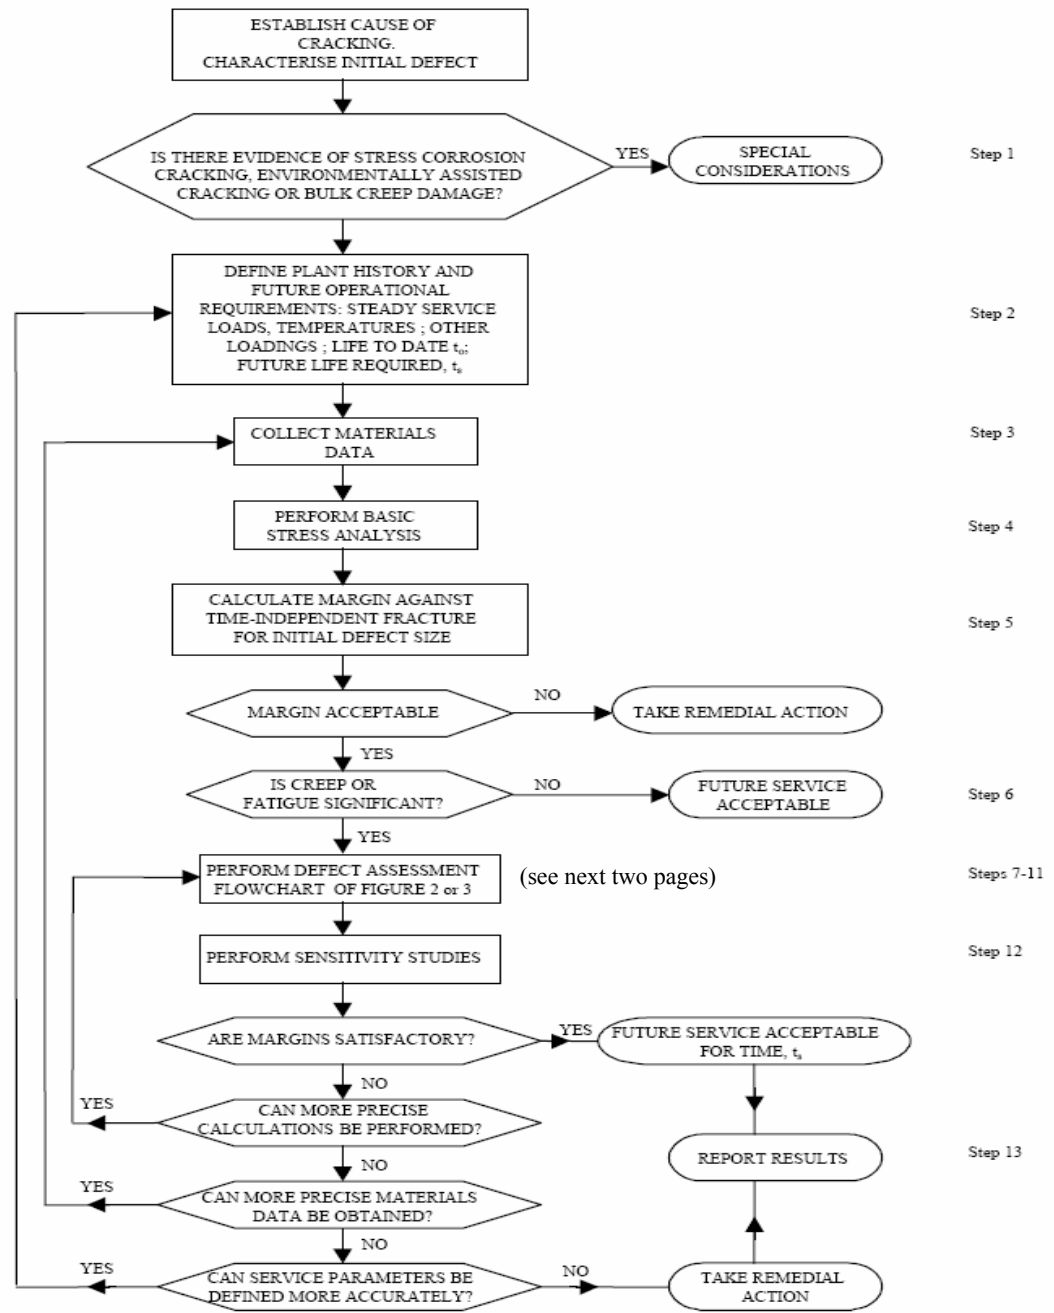 ESTABLISH CAUSE OF
CRACKING.
CHARACTERISE INITIAL DEFECT
IS THERE EVIDENCE OF STRESS CORROSION
CRACKING, ENVIRONMENTALLY ASSISTED
CRACKING OR BULK CREEP DAMAGE?
YES
SPECIAL
CONSIDERATIONS
Step 1
DEFINE PLANT HISTORY AND
FUTURE OPERATIONAL
REQUIREMENTS: STEADY SERVICE
LOADS, TEMPERATURES ; OTHER
LOADINGS ; LIFE TO DATE t₀;
FUTURE LIFE REQUIRED, tₛ
Step 2
COLLECT MATERIALS
DATA
Step 3
PERFORM BASIC
STRESS ANALYSIS
Step 4
CALCULATE MARGIN AGAINST
TIME-INDEPENDENT FRACTURE
FOR INITIAL DEFECT SIZE
Step 5
MARGIN ACCEPTABLE
NO
TAKE REMEDIAL ACTION
YES
IS CREEP OR
FATIGUE SIGNIFICANT?
NO
FUTURE SERVICE
ACCEPTABLE
Step 6
YES
PERFORM DEFECT ASSESSMENT
FLOWCHART OF FIGURE 2 or 3
(see next two pages)
Steps 7-11
PERFORM SENSITIVITY STUDIES
Step 12
ARE MARGINS SATISFACTORY?
YES
FUTURE SERVICE ACCEPTABLE
FOR TIME, tₛ
NO
YES
CAN MORE PRECISE
CALCULATIONS BE PERFORMED?
REPORT RESULTS
Step 13
NO
YES
CAN MORE PRECISE MATERIALS
DATA BE OBTAINED?
NO
YES
CAN SERVICE PARAMETERS BE
DEFINED MORE ACCURATELY?
NO
TAKE REMEDIAL
ACTION